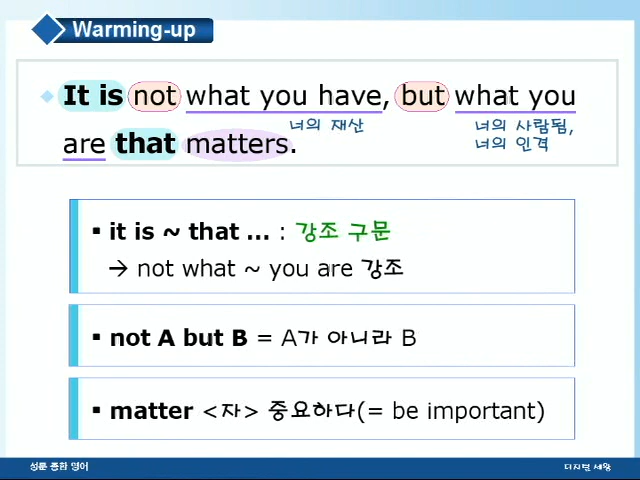 Warming-up
It is not what you have, but what you
너의 재산
너의 사람됨,
너의 인격
are that matters.
▪ it is ~ that ... : 강조 구문
→ not what ~ you are 강조
▪ not A but B = A가 아니라 B
▪ matter <자> 중요하다(= be important)
성문 종합 영어
디지털 세왕